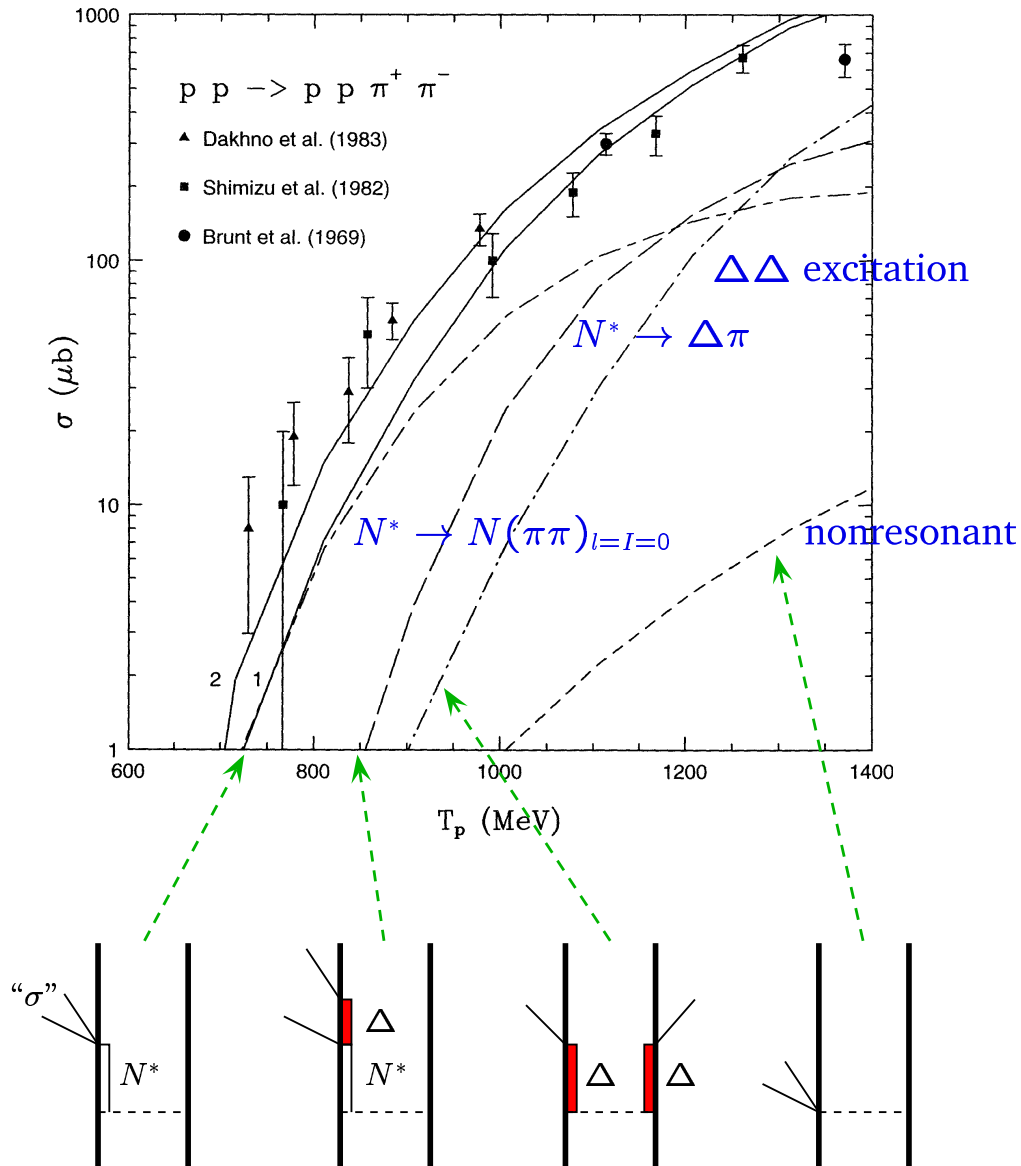 1000
p p -> p p π⁺ π⁻
▲ Dakhno et al. (1983)
■ Shimizu et al. (1982)
● Brunt et al. (1969)
100
ΔΔ excitation
N* → Δπ
σ (μb)
10
N* → N(ππ)ₗ₌I₌₀
nonresonant
2 1
1
600 800 1000 1200 1400
Tₚ (MeV)
“σ”
Δ
N* N* Δ Δ